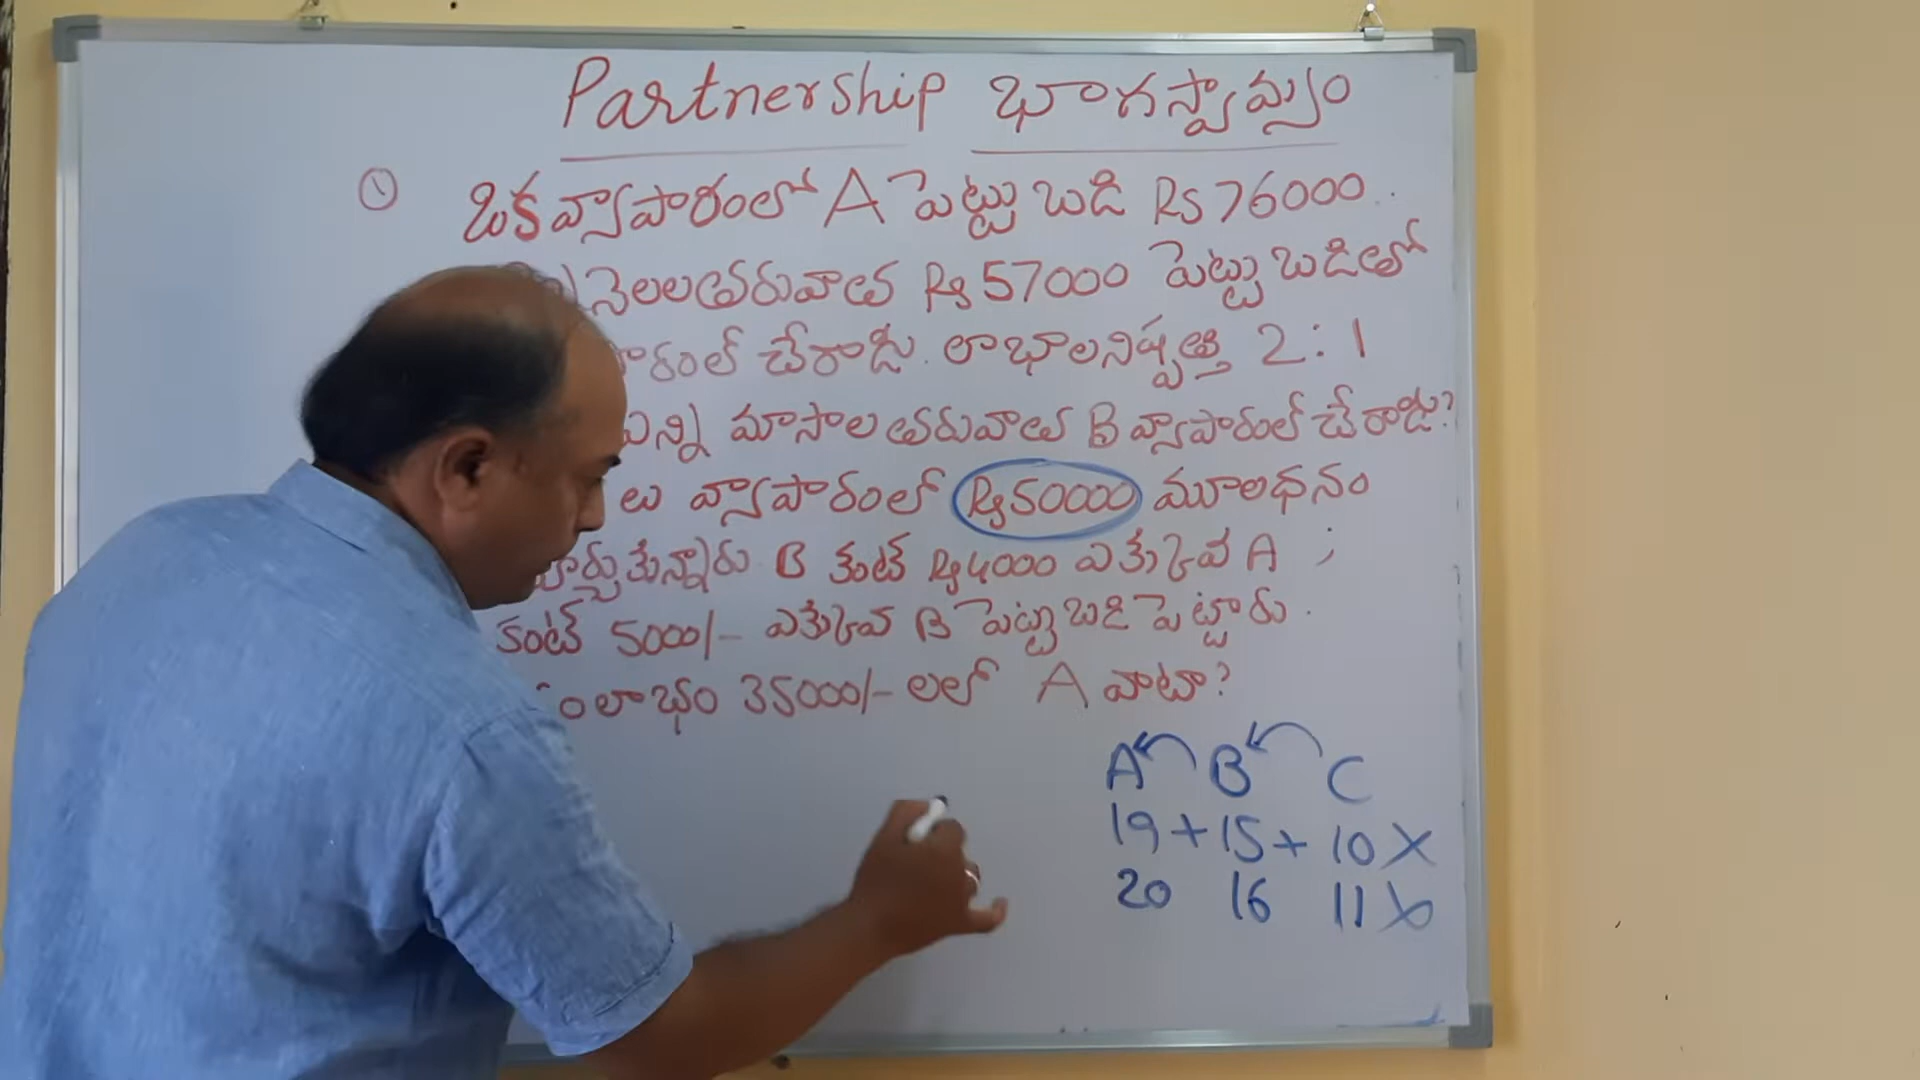 Partnership భాగస్వామ్యం
① ఒక వ్యాపారంలో A పెట్టుబడి Rs 76000.
నెలల తరువాత Rs 57000 పెట్టుబడితో
చేరాడు. లాభాల నిష్పత్తి 2 : 1
ఎన్ని మాసాల తరువాత B వ్యాపారంలో చేరాడు?
లు వ్యాపారంలో Rs 50000 మూలధనం
B కంటే Rs 4000 ఎక్కువ A ;
కంటే 5000/- ఎక్కువ B పెట్టుబడి పెట్టారు.
లాభం 35000/- లలో A వాటా?
A B C
19 + 15 + 10 X
20 16 11 X